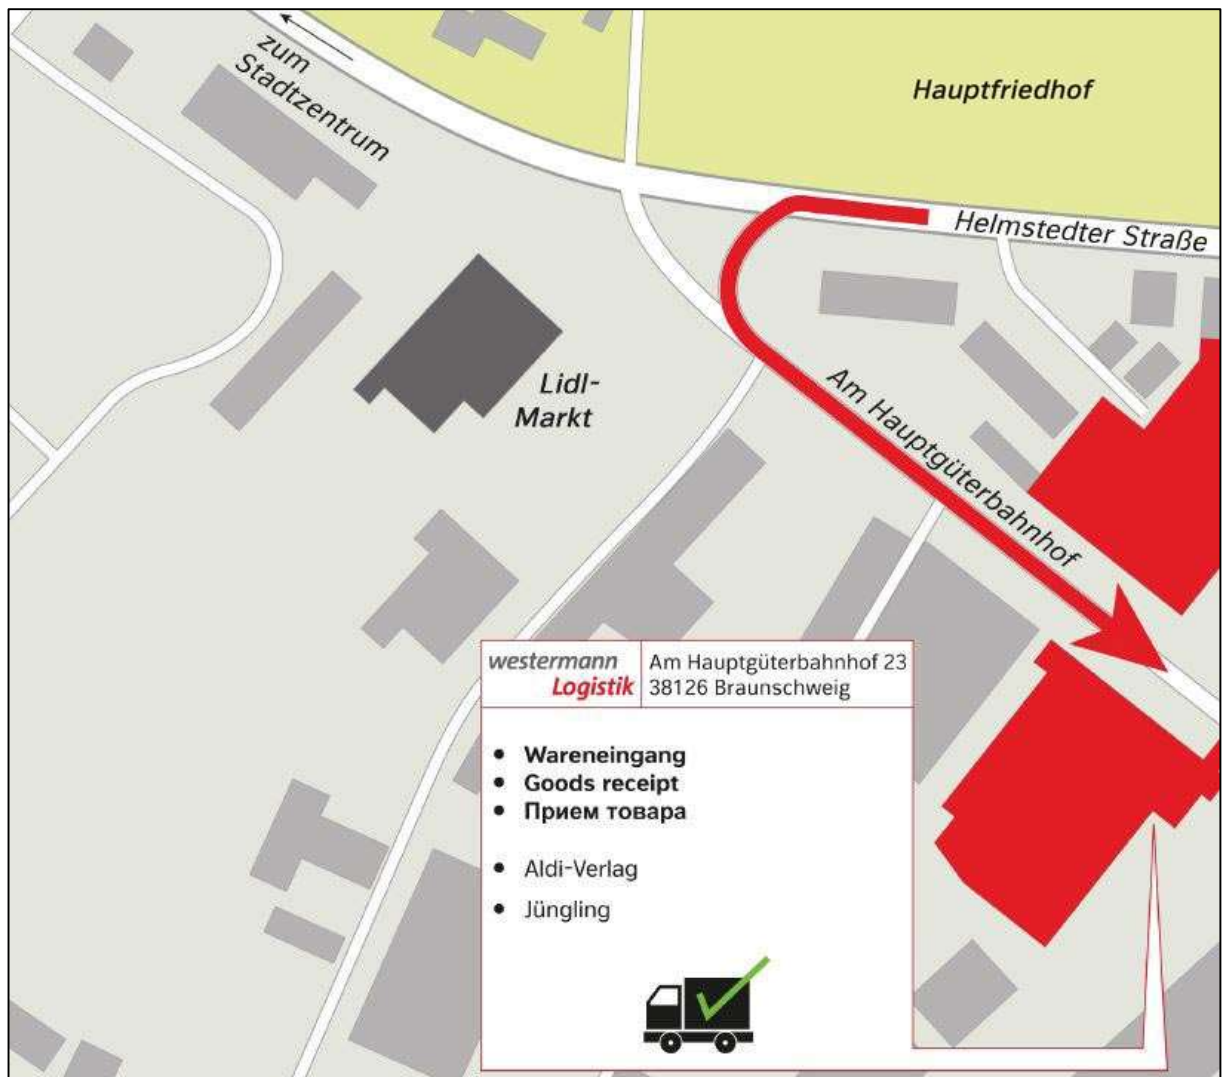 zum
Stadtzentrum
Hauptfriedhof
Helmstedter Straße
Lidl-
Markt
Am Hauptgüterbahnhof
westermann
Logistik
Am Hauptgüterbahnhof 23
38126 Braunschweig
• Wareneingang
• Goods receipt
• Прием товара
• Aldi-Verlag
• Jüngling